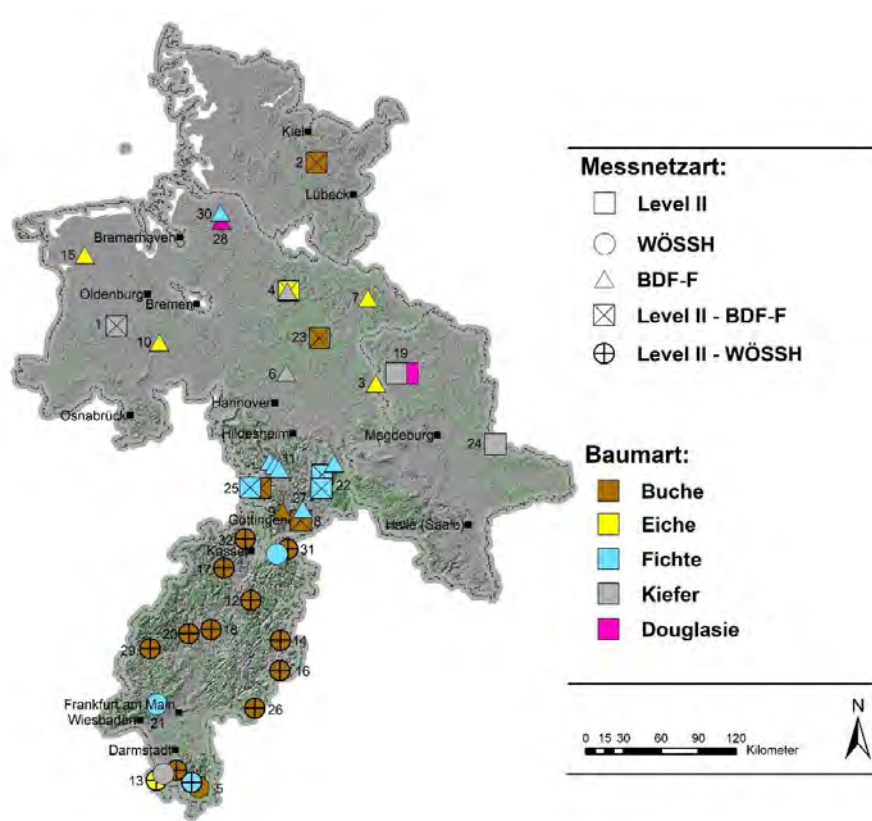 Kiel
2
Lübeck
30
28
Bremerhaven
15
Oldenburg
Bremen
4
7
1
10
23
19
6
3
Hannover
Osnabrück
Hildesheim
Magdeburg
24
11
25
22
27
9
Göttingen
8
Halle (Saale)
32
Kassel
31
17
12
18
20
14
29
16
Frankfurt am Main
Wiesbaden
21
26
Darmstadt
13
5
Messnetzart:
Level II
WÖSSH
BDF-F
Level II - BDF-F
Level II - WÖSSH
Baumart:
Buche
Eiche
Fichte
Kiefer
Douglasie
N
0 15 30 60 90 120
Kilometer